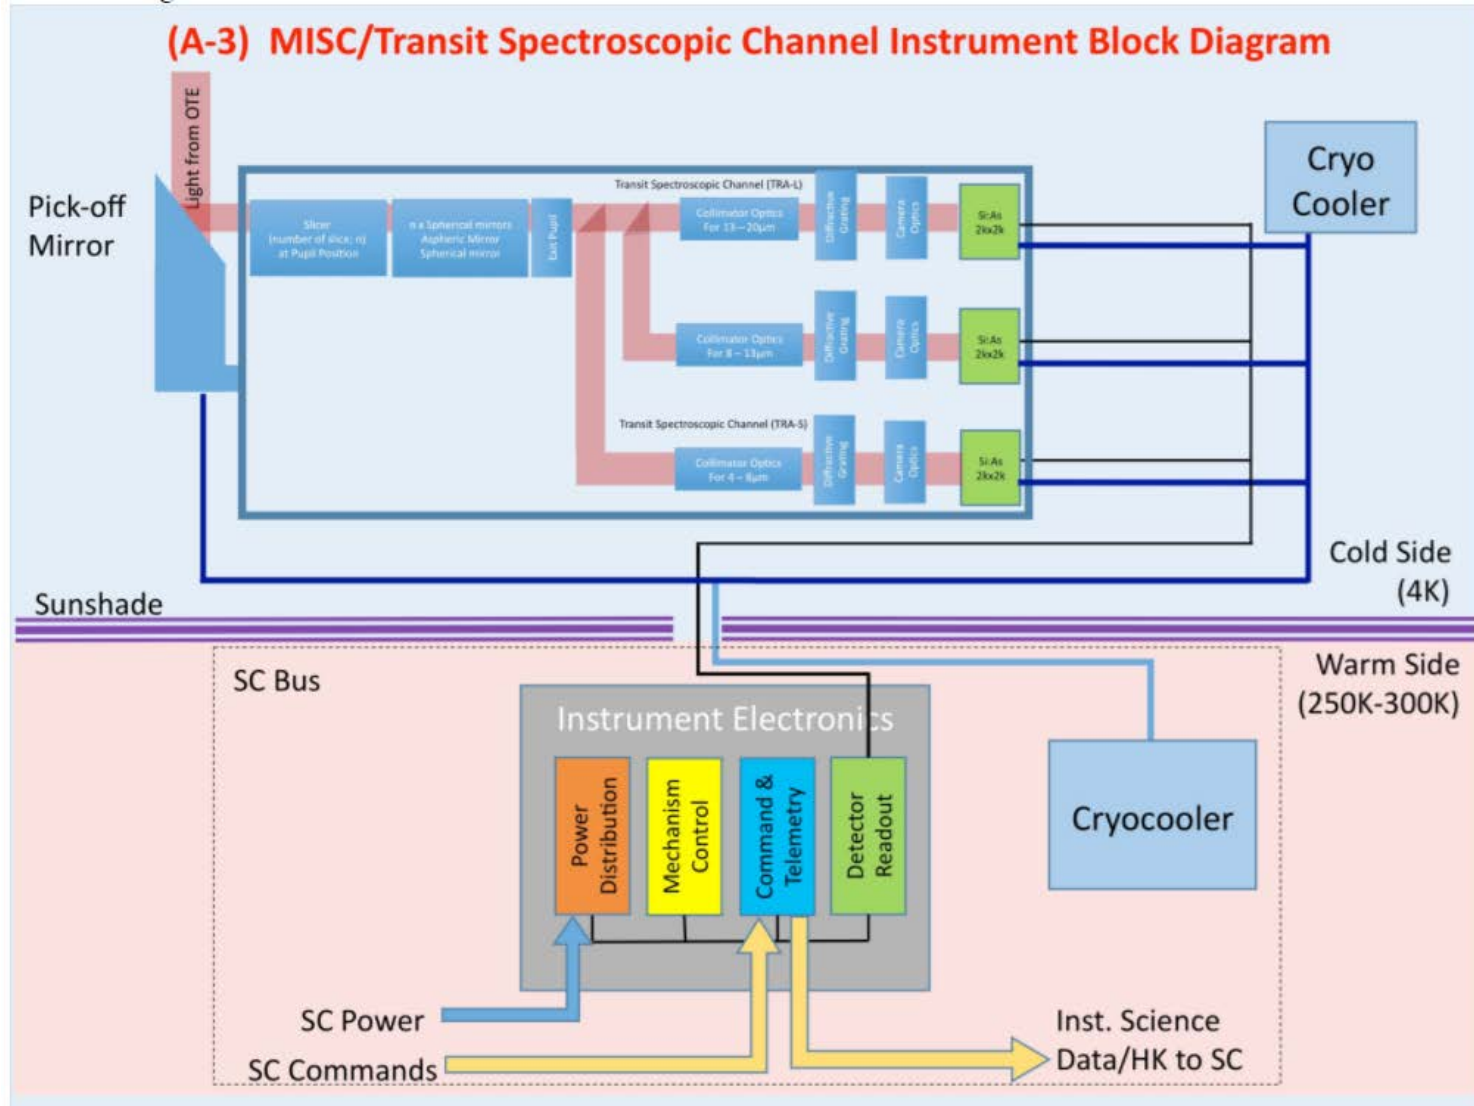 (A-3) MISC/Transit Spectroscopic Channel Instrument Block Diagram
Light from OTE
Pick-off
Mirror
Slicer
(number of slice; n)
at Pupil Position
n x Spherical mirrors
Aspheric Mirror
Spherical mirror
Exit Pupil
Transit Spectroscopic Channel (TRA-L)
Collimator Optics
For 13 – 20μm
Diffractive
Grating
Camera
Optics
Si:As
2kx2k
Collimator Optics
For 8 – 13μm
Diffractive
Grating
Camera
Optics
Si:As
2kx2k
Transit Spectroscopic Channel (TRA-S)
Collimator Optics
For 4 – 8μm
Diffractive
Grating
Camera
Optics
Si:As
2kx2k
Cryo
Cooler
Cold Side
(4K)
Sunshade
Warm Side
(250K-300K)
SC Bus
Instrument Electronics
Power
Distribution
Mechanism
Control
Command &
Telemetry
Detector
Readout
Cryocooler
SC Power
SC Commands
Inst. Science
Data/HK to SC